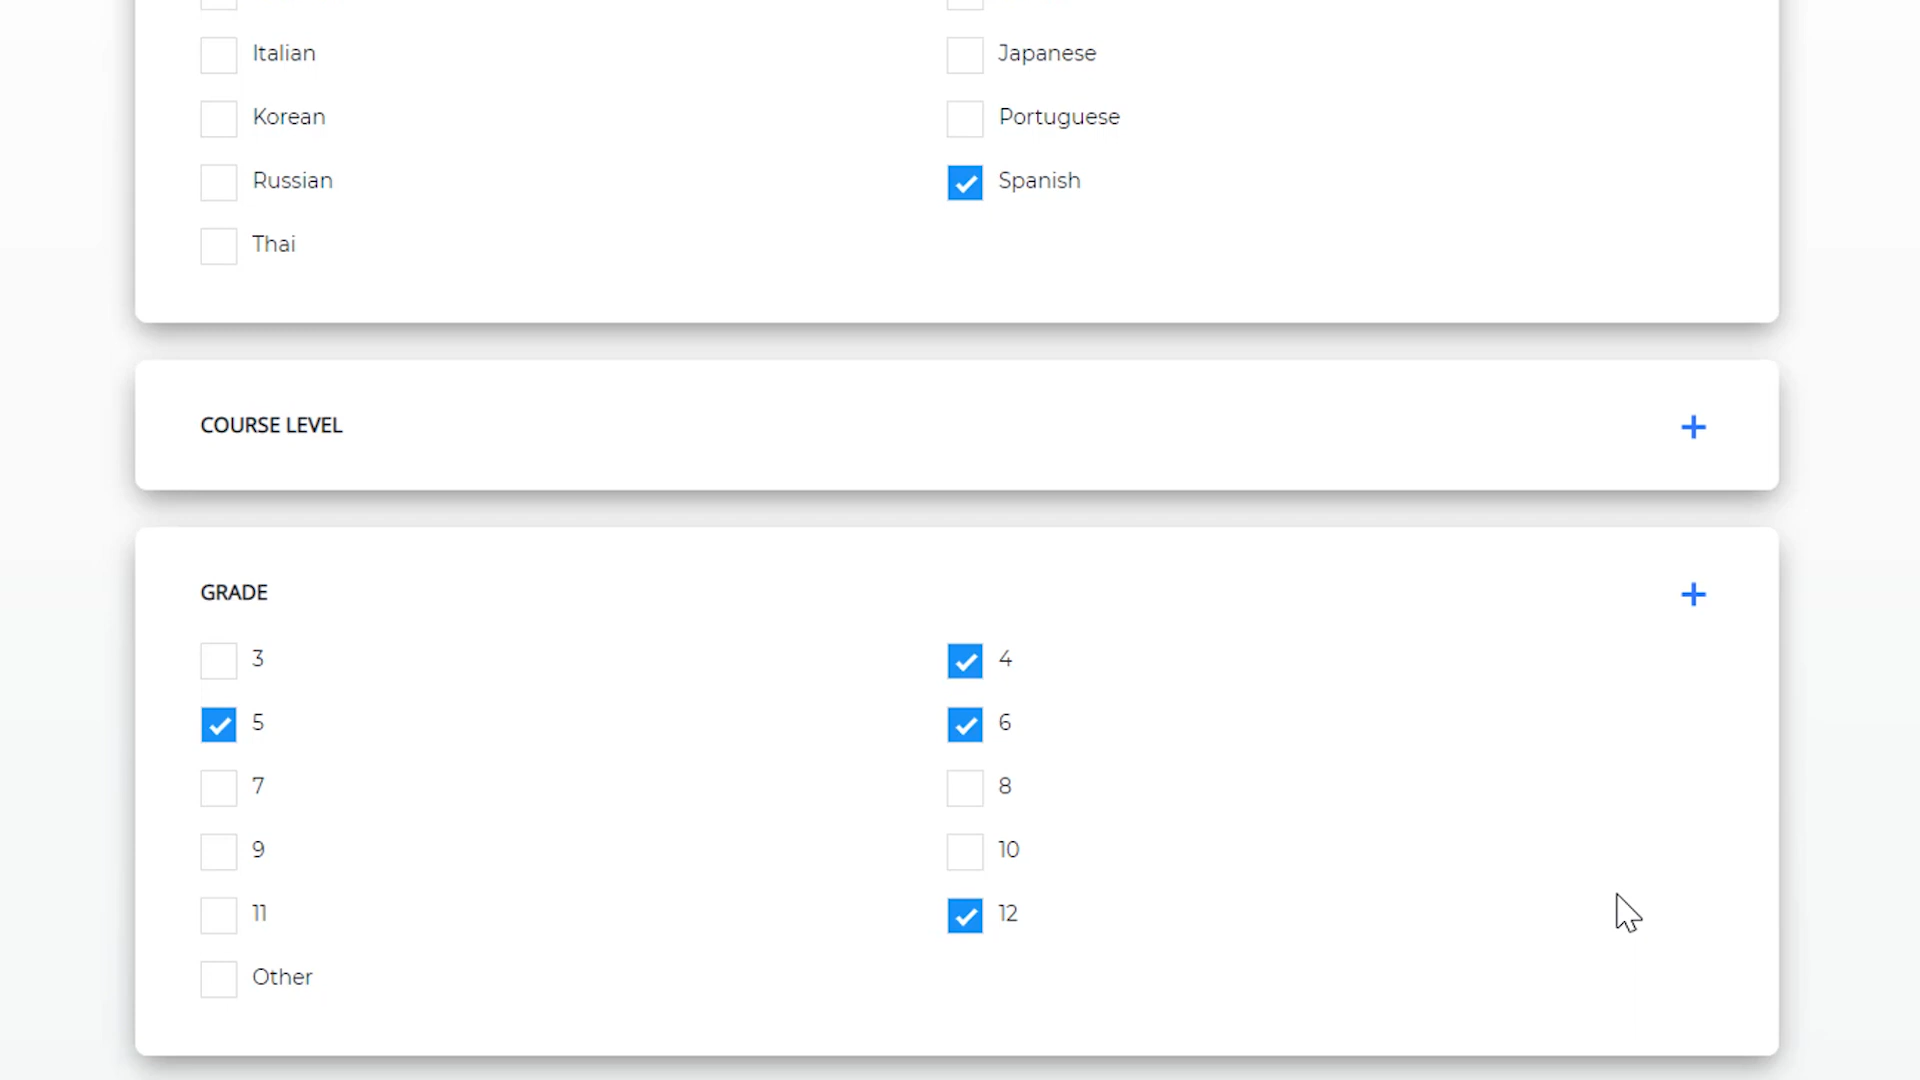 Italian
Japanese
Korean
Portuguese
Russian
Spanish
Thai
COURSE LEVEL
GRADE
3
4
5
6
7
8
9
10
11
12
Other